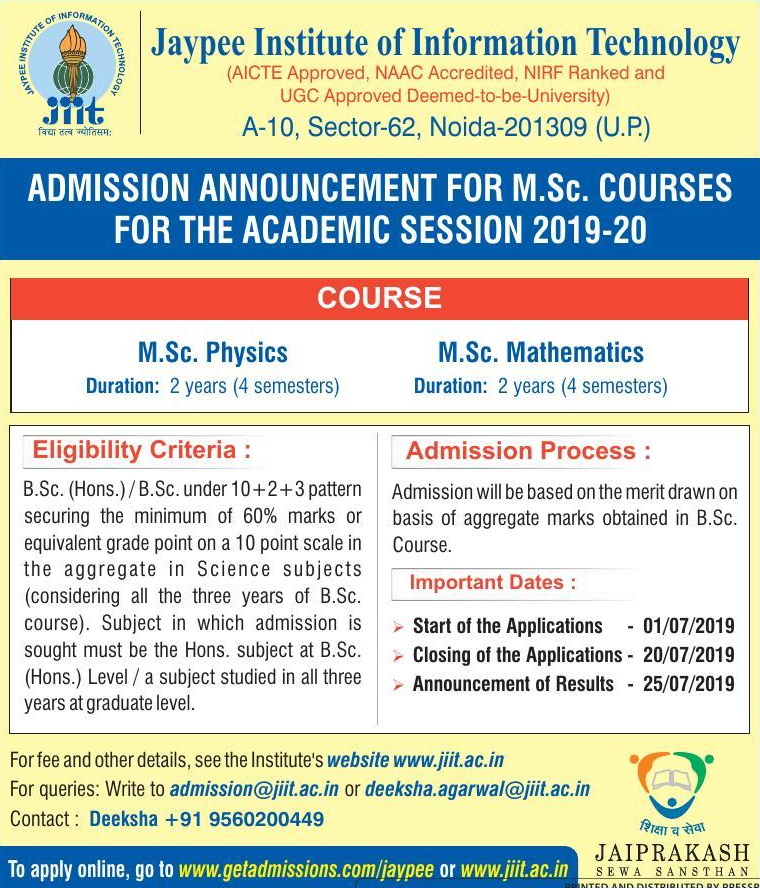 JAYPEE INSTITUTE OF INFORMATION TECHNOLOGY
jiit
विद्या तत्व ज्योतिसमः
Jaypee Institute of Information Technology
(AICTE Approved, NAAC Accredited, NIRF Ranked and
UGC Approved Deemed-to-be-University)
A-10, Sector-62, Noida-201309 (U.P.)
ADMISSION ANNOUNCEMENT FOR M.Sc. COURSES
FOR THE ACADEMIC SESSION 2019-20
COURSE
M.Sc. Physics
Duration: 2 years (4 semesters)
M.Sc. Mathematics
Duration: 2 years (4 semesters)
Eligibility Criteria :
B.Sc. (Hons.) / B.Sc. under 10+2+3 pattern
securing the minimum of 60% marks or
equivalent grade point on a 10 point scale in
the aggregate in Science subjects
(considering all the three years of B.Sc.
course). Subject in which admission is
sought must be the Hons. subject at B.Sc.
(Hons.) Level / a subject studied in all three
years at graduate level.
Admission Process :
Admission will be based on the merit drawn on
basis of aggregate marks obtained in B.Sc.
Course.
Important Dates :
➢ Start of the Applications - 01/07/2019
➢ Closing of the Applications - 20/07/2019
➢ Announcement of Results - 25/07/2019
For fee and other details, see the Institute's website www.jiit.ac.in
For queries: Write to admission@jiit.ac.in or deeksha.agarwal@jiit.ac.in
Contact : Deeksha +91 9560200449
To apply online, go to www.getadmissions.com/jaypee or www.jiit.ac.in
शिक्षा व सेवा
JAIPRAKASH
SEWA SANSTHAN
PRINTED AND DISTRIBUTED BY PRESSR